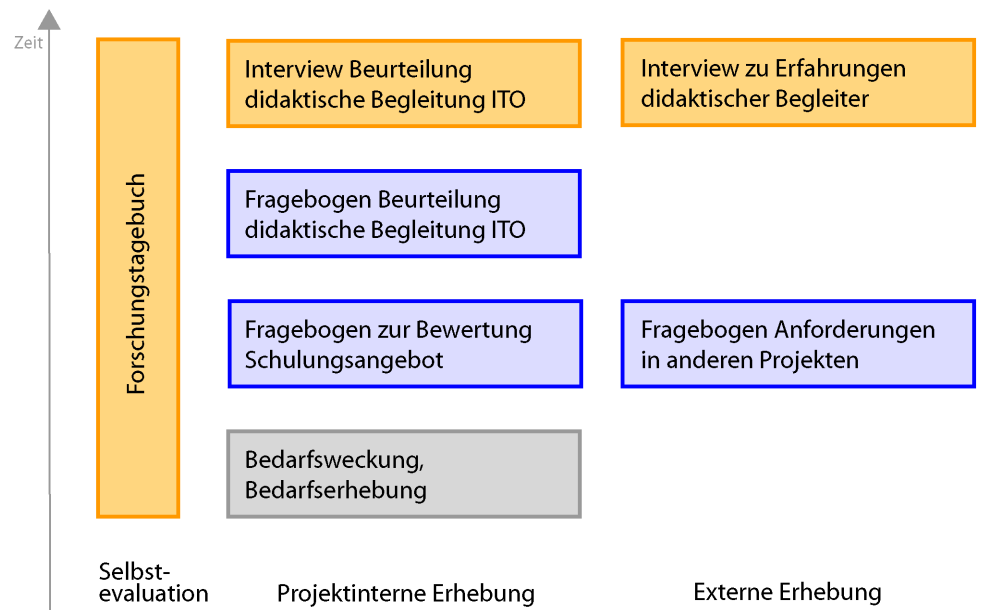 Zeit
Interview Beurteilung
didaktische Begleitung ITO
Interview zu Erfahrungen
didaktischer Begleiter
Forschungstagebuch
Fragebogen Beurteilung
didaktische Begleitung ITO
Fragebogen zur Bewertung
Schulungsangebot
Fragebogen Anforderungen
in anderen Projekten
Bedarfsweckung,
Bedarfserhebung
Selbst-
evaluation
Projektinterne Erhebung
Externe Erhebung